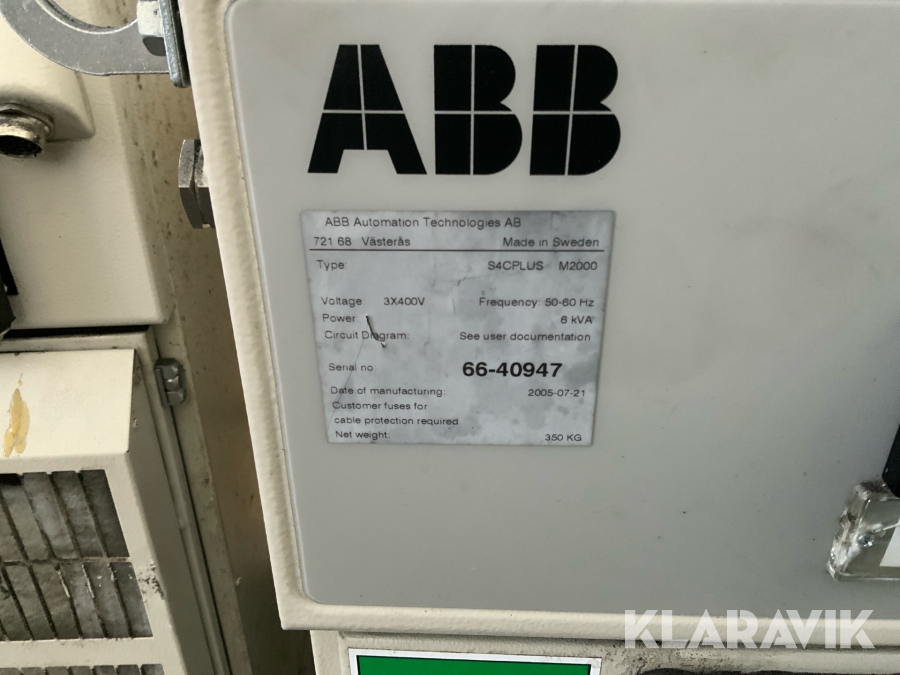 ABB
ABB Automation Technologies AB
721 68 Västerås Made in Sweden
Type: S4CPLUS M2000
Voltage: 3X400V Frequency: 50-60 Hz
Power: 6 kVA
Circuit Diagram: See user documentation
Serial no 66-40947
Date of manufacturing: 2005-07-21
Customer fuses for
cable protection required
Net weight: 350 KG
KLARAVIK